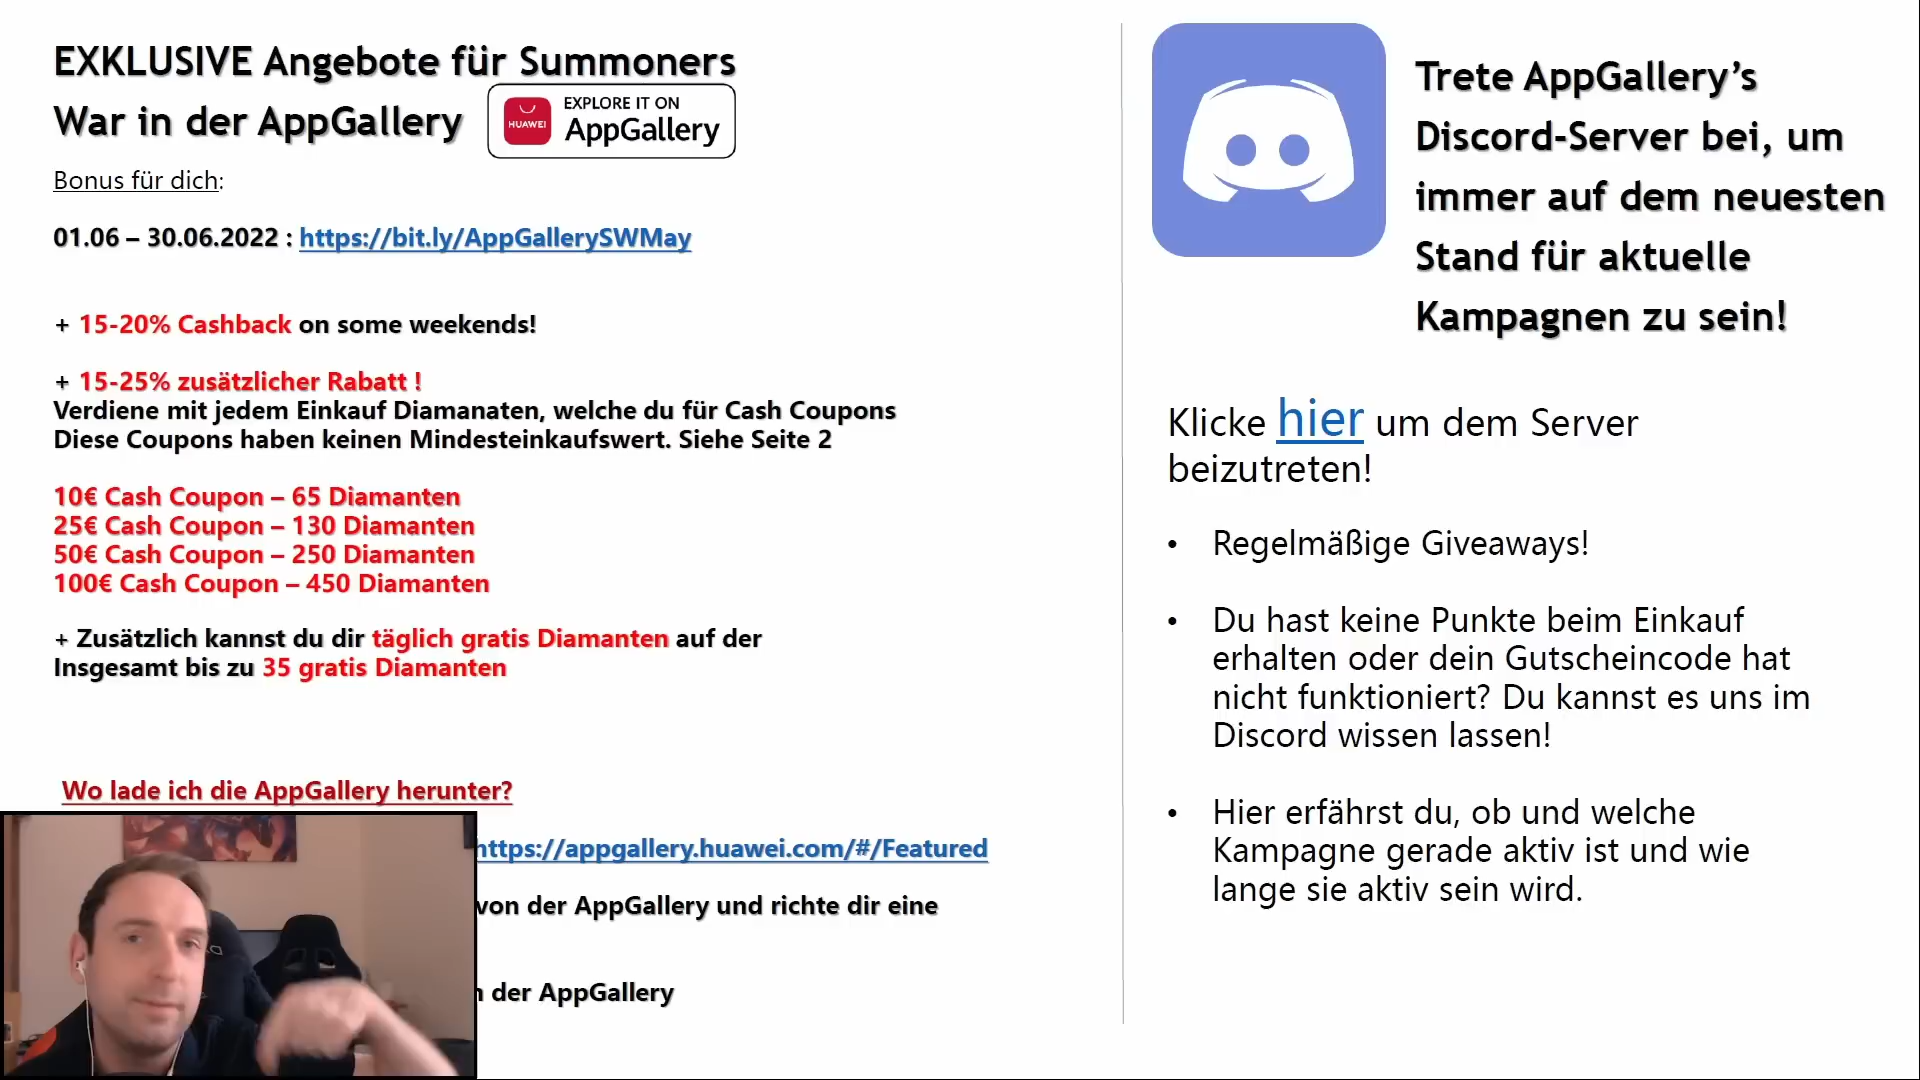 EXKLUSIVE Angebote für Summoners
War in der AppGallery
EXPLORE IT ON
AppGallery
HUAWEI
Bonus für dich:
01.06 – 30.06.2022 : https://bit.ly/AppGallerySWMay
+ 15-20% Cashback on some weekends!
+ 15-25% zusätzlicher Rabatt !
Verdiene mit jedem Einkauf Diamanaten, welche du für Cash Coupons
Diese Coupons haben keinen Mindesteinkaufswert. Siehe Seite 2
10€ Cash Coupon – 65 Diamanten
25€ Cash Coupon – 130 Diamanten
50€ Cash Coupon – 250 Diamanten
100€ Cash Coupon – 450 Diamanten
+ Zusätzlich kannst du dir täglich gratis Diamanten auf der
Insgesamt bis zu 35 gratis Diamanten
Wo lade ich die AppGallery herunter?
https://appgallery.huawei.com/#/Featured
von der AppGallery und richte dir eine
der AppGallery
Trete AppGallery’s
Discord-Server bei, um
immer auf dem neuesten
Stand für aktuelle
Kampagnen zu sein!
Klicke hier um dem Server
beizutreten!
• Regelmäßige Giveaways!
• Du hast keine Punkte beim Einkauf
erhalten oder dein Gutscheincode hat
nicht funktioniert? Du kannst es uns im
Discord wissen lassen!
• Hier erfährst du, ob und welche
Kampagne gerade aktiv ist und wie
lange sie aktiv sein wird.